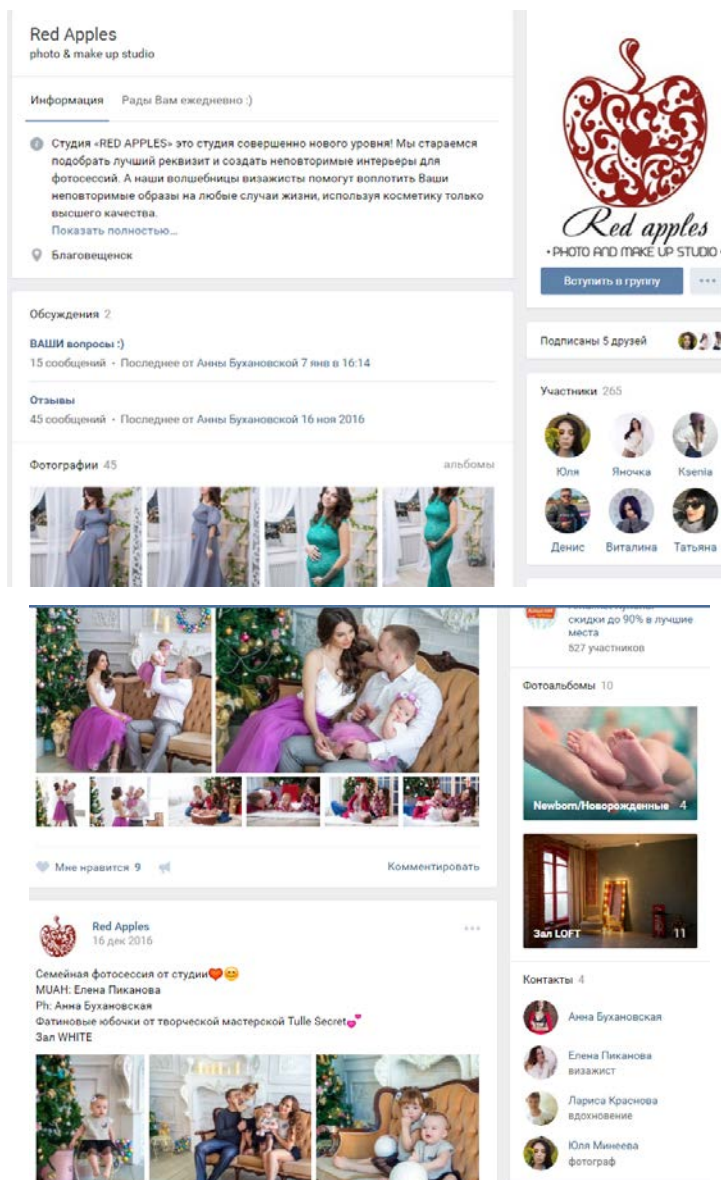 Red Apples
photo & make up studio
Информация Рады Вам ежедневно :)
Студия «RED APPLES» это студия совершенно нового уровня! Мы стараемся
подобрать лучший реквизит и создать неповторимые интерьеры для
фотосессий. А наши волшебницы визажисты помогут воплотить Ваши
неповторимые образы на любые случаи жизни, используя косметику только
высшего качества.
Показать полностью...
Благовещенск
Обсуждения 2
ВАШИ вопросы :)
15 сообщений · Последнее от Анны Бухановской 7 янв в 16:14
Отзывы
45 сообщений · Последнее от Анны Бухановской 16 ноя 2016
Фотографии 45 альбомы
Red apples
• PHOTO AND MAKE UP STUDIO •
Вступить в группу
Подписаны 5 друзей
Участники 265
Юля Яночка Ksenia
Денис Виталина Татьяна
Мне нравится 9 Комментировать
Red Apples
16 дек 2016
Семейная фотосессия от студии❤😊
MUAH: Елена Пиканова
Ph: Анна Бухановская
Фатиновые юбочки от творческой мастерской Tulle Secret💕
Зал WHITE
скидки до 90% в лучшие
места
527 участников
Фотоальбомы 10
Newborn/Новорожденные 4
Зал LOFT 11
Контакты 4
Анна Бухановская
Елена Пиканова
визажист
Лариса Краснова
вдохновение
Юля Минеева
фотограф